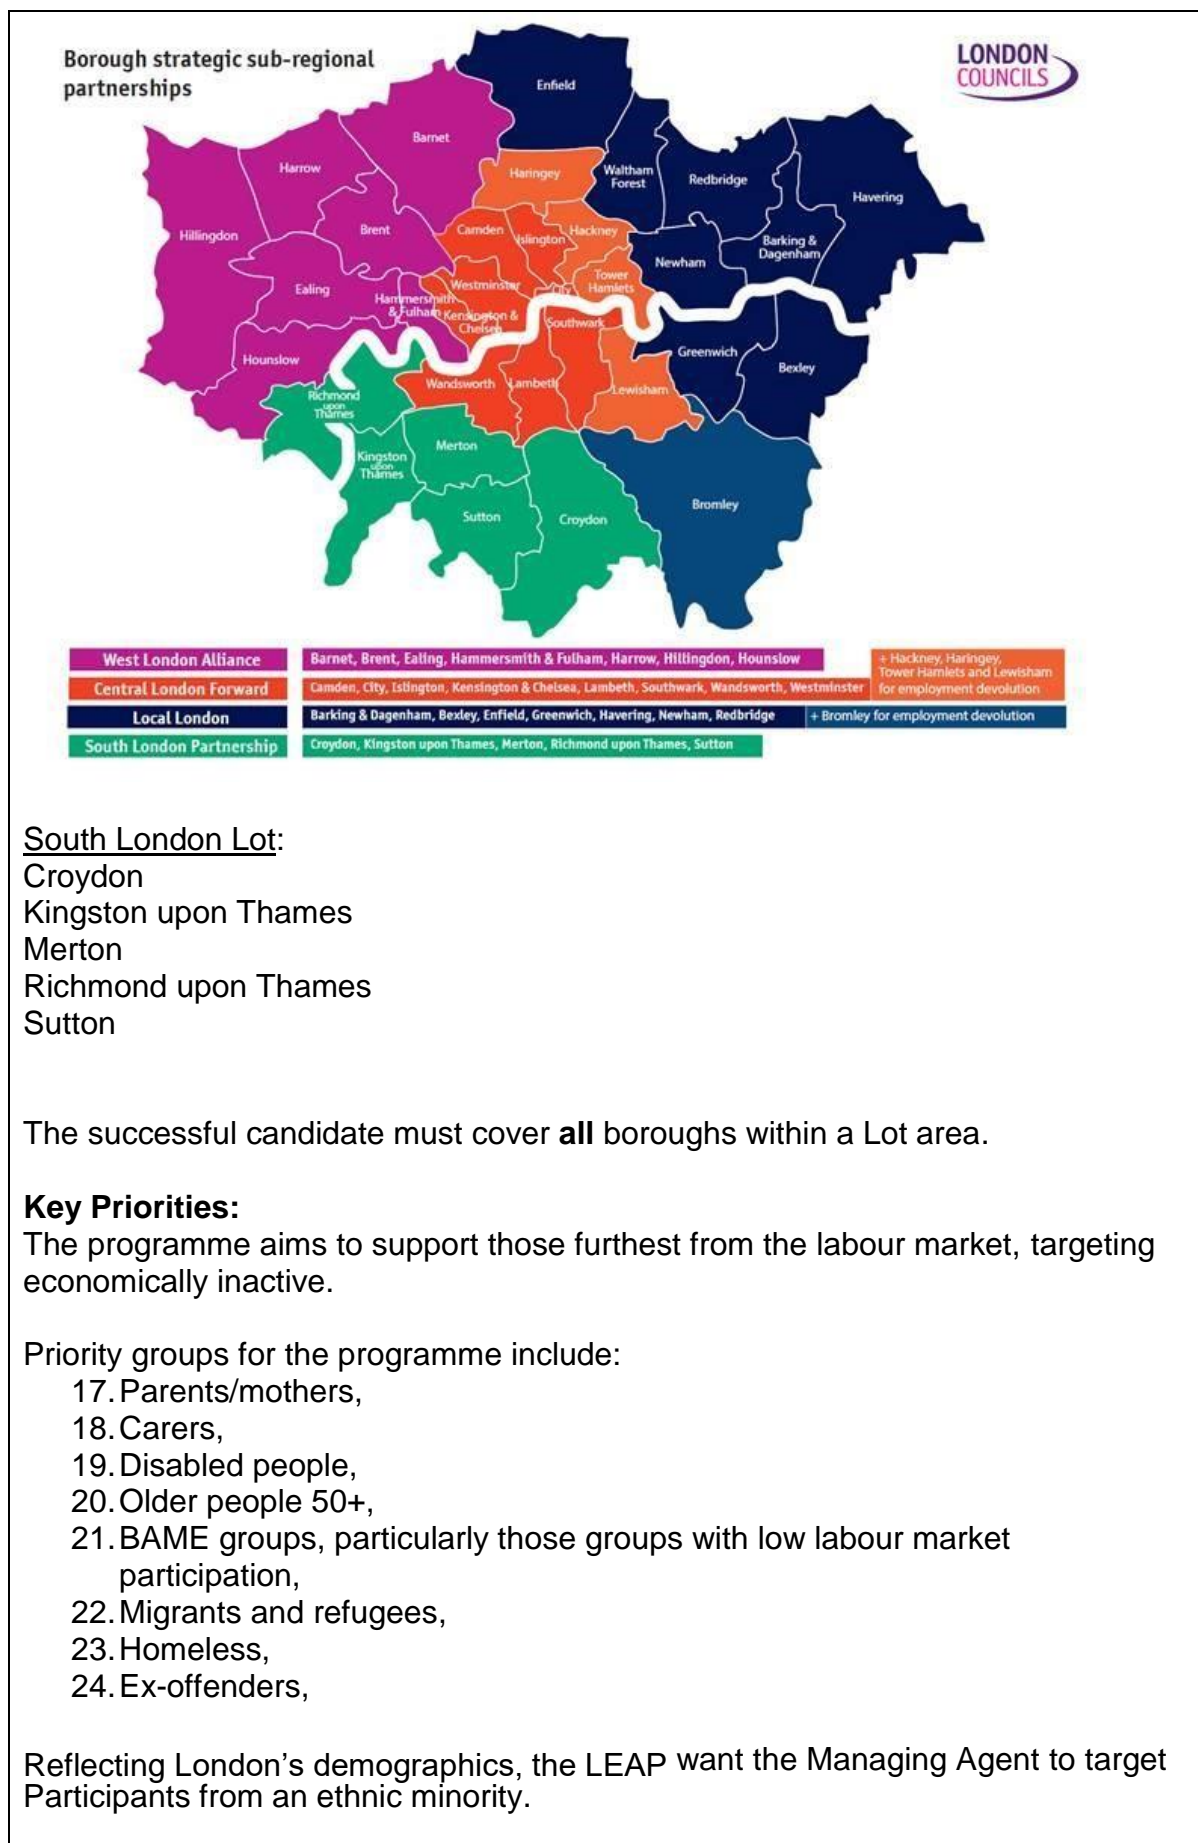 Borough strategic sub-regional
partnerships
LONDON
COUNCILS
Enfield
Barnet
Harrow
Haringey
Waltham
Forest
Redbridge
Havering
Hillingdon
Brent
Camden
Islington
Hackney
Barking &
Dagenham
Newham
Ealing
Westminster
Tower
Hamlets
City
Hammersmith
& Fulham
Kensington &
Chelsea
Southwark
Hounslow
Greenwich
Bexley
Richmond
upon
Thames
Wandsworth
Lambeth
Lewisham
Merton
Kingston
upon
Thames
Bromley
Sutton
Croydon
West London Alliance
Barnet, Brent, Ealing, Hammersmith & Fulham, Harrow, Hillingdon, Hounslow
+ Hackney, Haringey,
Tower Hamlets and Lewisham
for employment devolution
Central London Forward
Camden, City, Islington, Kensington & Chelsea, Lambeth, Southwark, Wandsworth, Westminster
Local London
Barking & Dagenham, Bexley, Enfield, Greenwich, Havering, Newham, Redbridge
+ Bromley for employment devolution
South London Partnership
Croydon, Kingston upon Thames, Merton, Richmond upon Thames, Sutton
South London Lot:
Croydon
Kingston upon Thames
Merton
Richmond upon Thames
Sutton
The successful candidate must cover all boroughs within a Lot area.
Key Priorities:
The programme aims to support those furthest from the labour market, targeting
economically inactive.
Priority groups for the programme include:
17. Parents/mothers,
18. Carers,
19. Disabled people,
20. Older people 50+,
21. BAME groups, particularly those groups with low labour market
participation,
22. Migrants and refugees,
23. Homeless,
24. Ex-offenders,
Reflecting London's demographics, the LEAP want the Managing Agent to target
Participants from an ethnic minority.